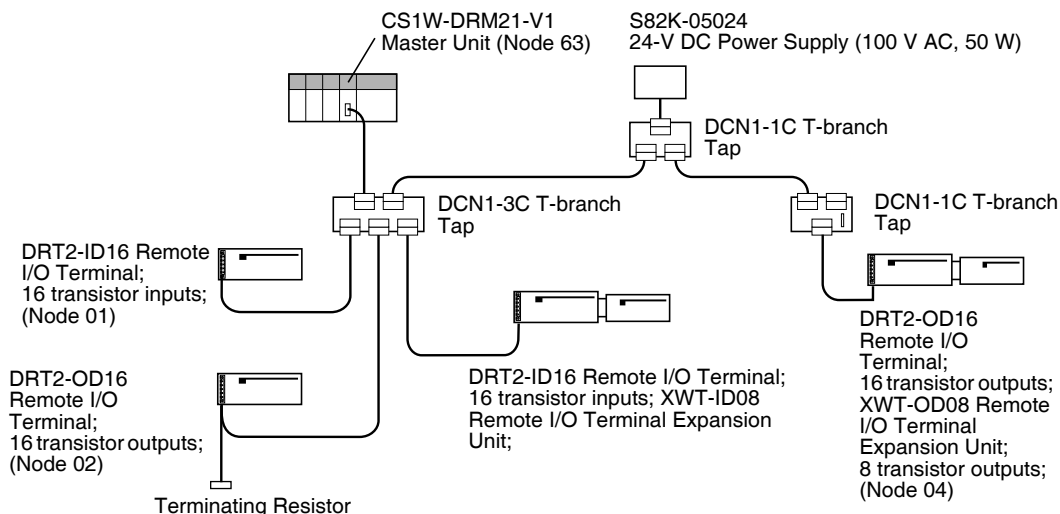 CS1W-DRM21-V1
Master Unit (Node 63)
S82K-05024
24-V DC Power Supply (100 V AC, 50 W)
DCN1-1C T-branch
Tap
DCN1-3C T-branch
Tap
DCN1-1C T-branch
Tap
DRT2-ID16 Remote
I/O Terminal;
16 transistor inputs;
(Node 01)
DRT2-OD16
Remote I/O
Terminal;
16 transistor outputs;
(Node 02)
Terminating Resistor
DRT2-ID16 Remote I/O Terminal;
16 transistor inputs; XWT-ID08
Remote I/O Terminal Expansion
Unit;
DRT2-OD16
Remote I/O
Terminal;
16 transistor outputs;
XWT-OD08 Remote
I/O Terminal
Expansion Unit;
8 transistor outputs;
(Node 04)